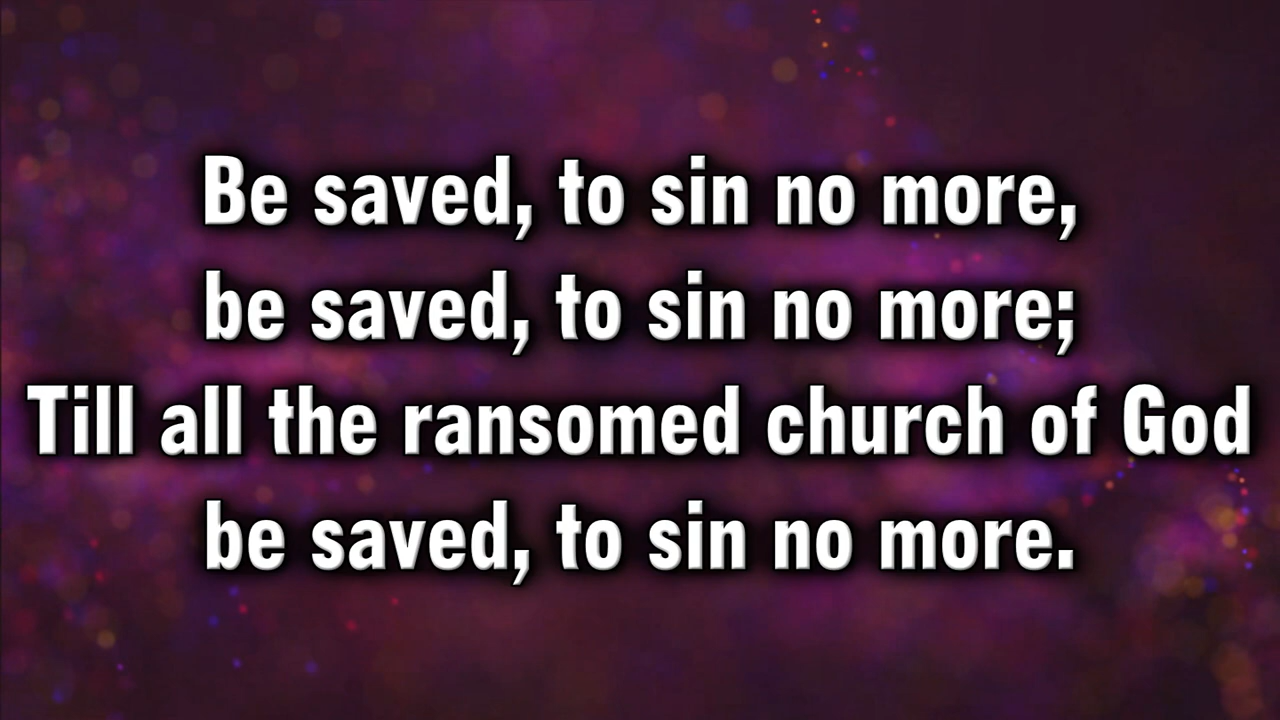 Be saved, to sin no more,
be saved, to sin no more;
Till all the ransomed church of God
be saved, to sin no more.